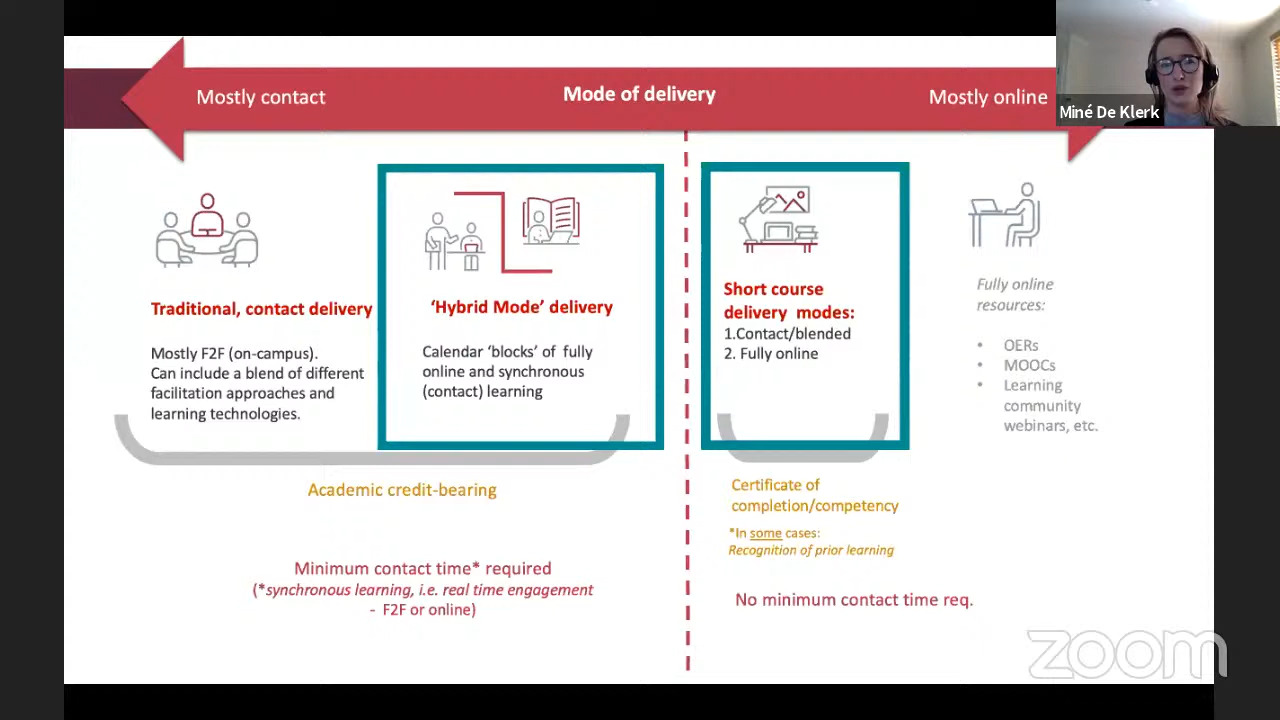 Mostly contact
Mode of delivery
Mostly online
Miné De Klerk
Traditional, contact delivery
Mostly F2F (on-campus).
Can include a blend of different
facilitation approaches and
learning technologies.
‘Hybrid Mode’ delivery
Calendar ‘blocks’ of fully
online and synchronous
(contact) learning
Short course
delivery modes:
1.Contact/blended
2. Fully online
Fully online
resources:
• OERs
• MOOCs
• Learning
community
webinars, etc.
Academic credit-bearing
Certificate of
completion/competency
*In some cases:
Recognition of prior learning
Minimum contact time* required
(*synchronous learning, i.e. real time engagement
- F2F or online)
No minimum contact time req.
zoom